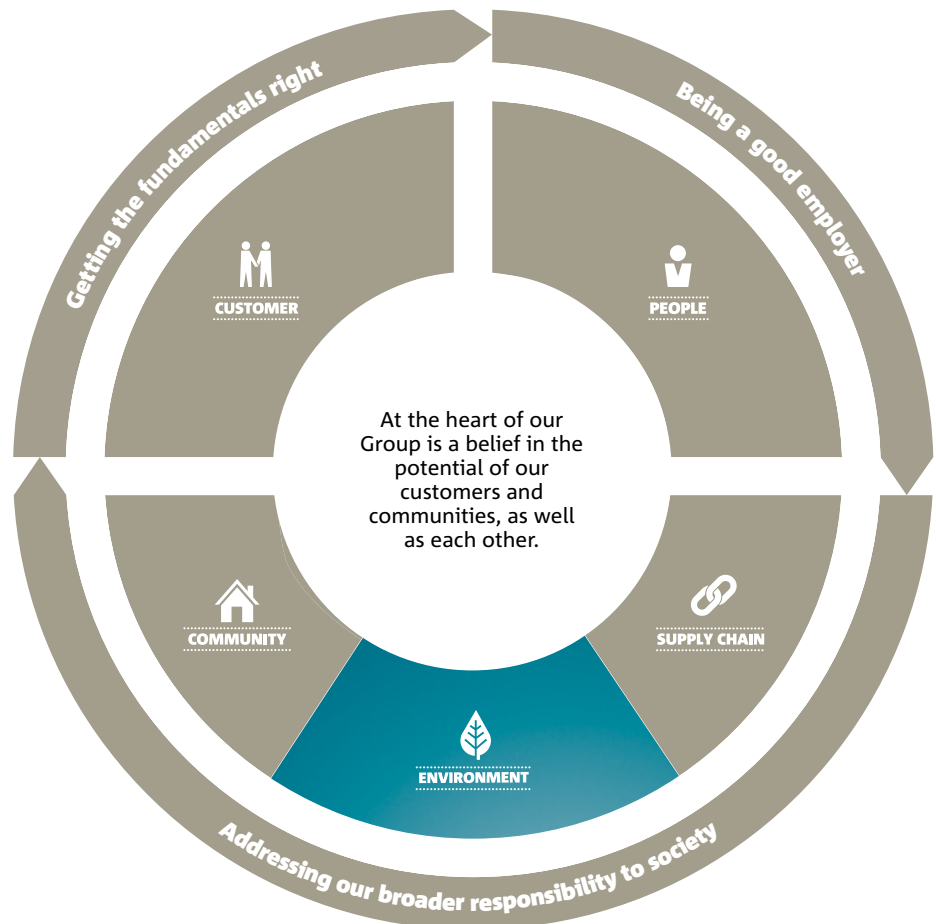 Getting the fundamentals right
Being a good employer
CUSTOMER
PEOPLE
At the heart of our
Group is a belief in the
potential of our
customers and
communities, as well
as each other.
COMMUNITY
SUPPLY CHAIN
ENVIRONMENT
Addressing our broader responsibility to society